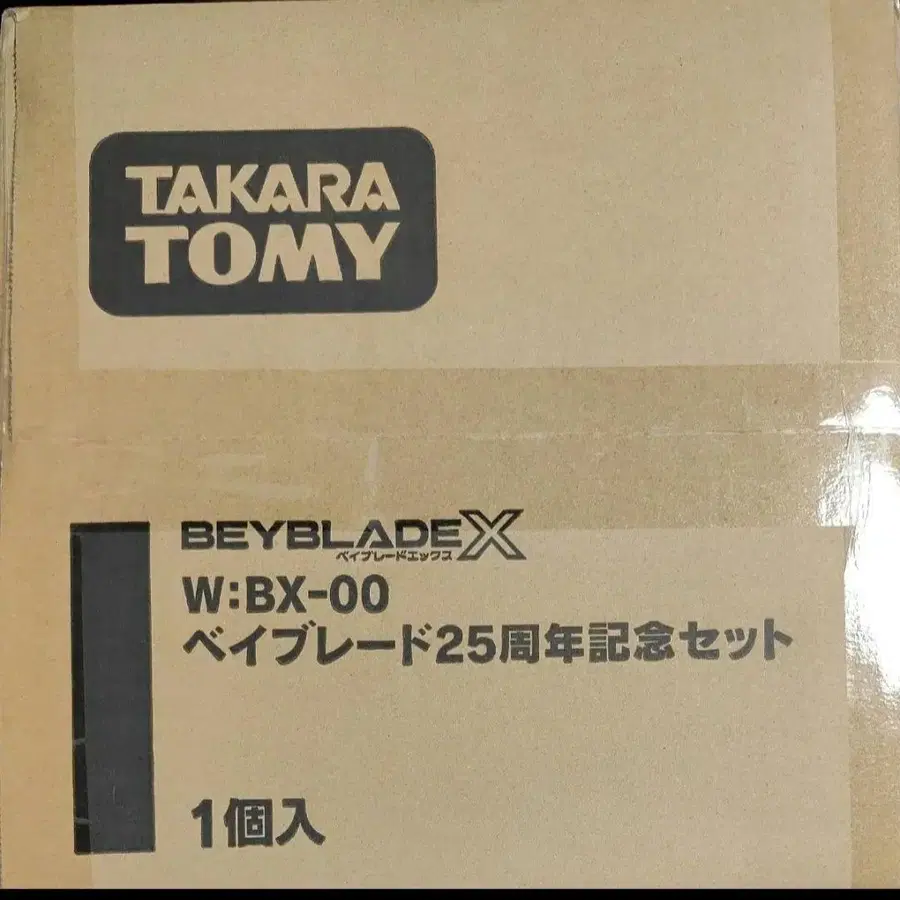 TAKARA
TOMY
BEYBLADE X
ベイブレードエックス
W:BX-00
ベイブレード25周年記念セット
1個入